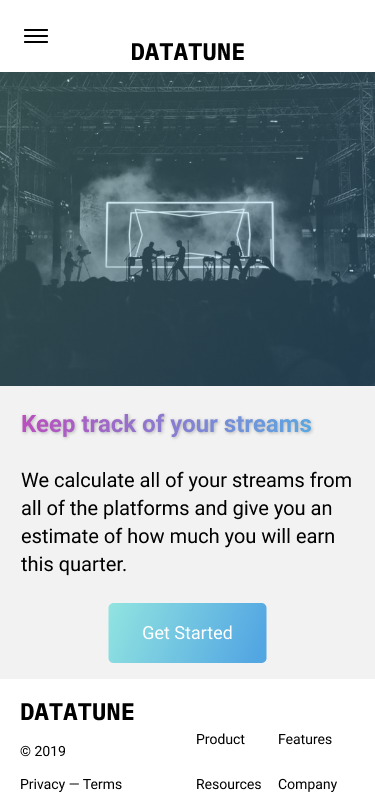 DATATUNE
Keep track of your streams
We calculate all of your streams from
all of the platforms and give you an
estimate of how much you will earn
this quarter.
Get Started
DATATUNE
© 2019
Product Features
Privacy — Terms
Resources Company